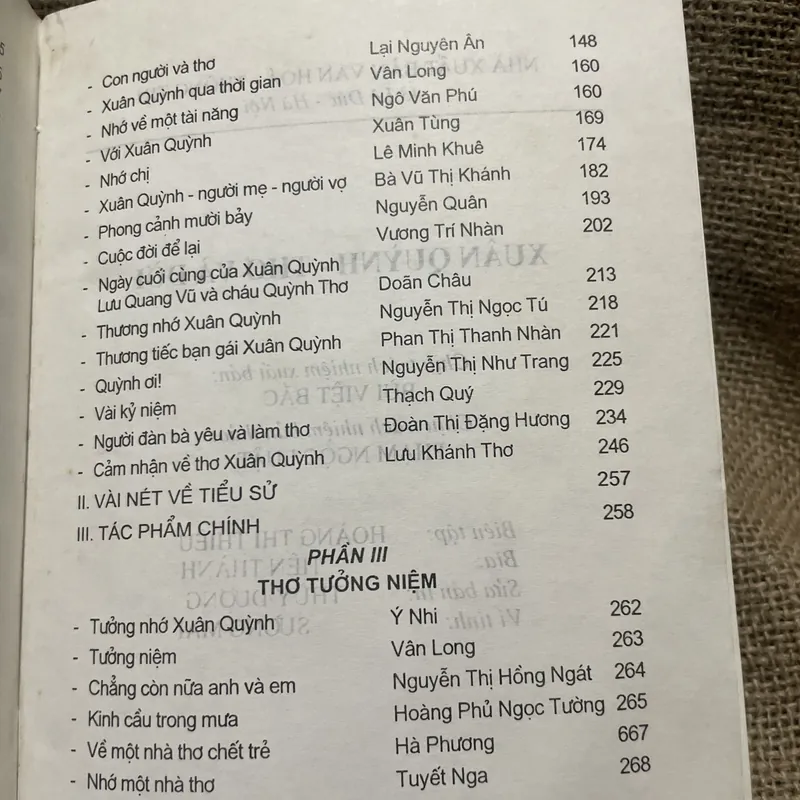 - Con người và thơ Lại Nguyên Ân 148
- Xuân Quỳnh qua thời gian Vân Long 160
- Nhớ về một tài năng Ngô Văn Phú 160
- Với Xuân Quỳnh Xuân Tùng 169
- Nhớ chị Lê Minh Khuê 174
- Xuân Quỳnh - người mẹ - người vợ Bà Vũ Thị Khánh 182
- Phong cảnh mười bảy Nguyễn Quân 193
- Cuộc đời để lại Vương Trí Nhàn 202
- Ngày cuối cùng của Xuân Quỳnh
Lưu Quang Vũ và cháu Quỳnh Thơ Doãn Châu 213
- Thương nhớ Xuân Quỳnh Nguyễn Thị Ngọc Tú 218
- Thương tiếc bạn gái Xuân Quỳnh Phan Thị Thanh Nhàn 221
- Quỳnh ơi! Nguyễn Thị Như Trang 225
- Vài kỷ niệm Thạch Quý 229
- Người đàn bà yêu và làm thơ Đoàn Thị Đặng Hương 234
- Cảm nhận về thơ Xuân Quỳnh Lưu Khánh Thơ 246
II. VÀI NÉT VỀ TIỂU SỬ 257
III. TÁC PHẨM CHÍNH 258
PHẦN III
THƠ TƯỞNG NIỆM
- Tưởng nhớ Xuân Quỳnh Ý Nhi 262
- Tưởng niệm Vân Long 263
- Chẳng còn nữa anh và em Nguyễn Thị Hồng Ngát 264
- Kinh cầu trong mưa Hoàng Phủ Ngọc Tường 265
- Về một nhà thơ chết trẻ Hà Phương 667
- Nhớ một nhà thơ Tuyết Nga 268